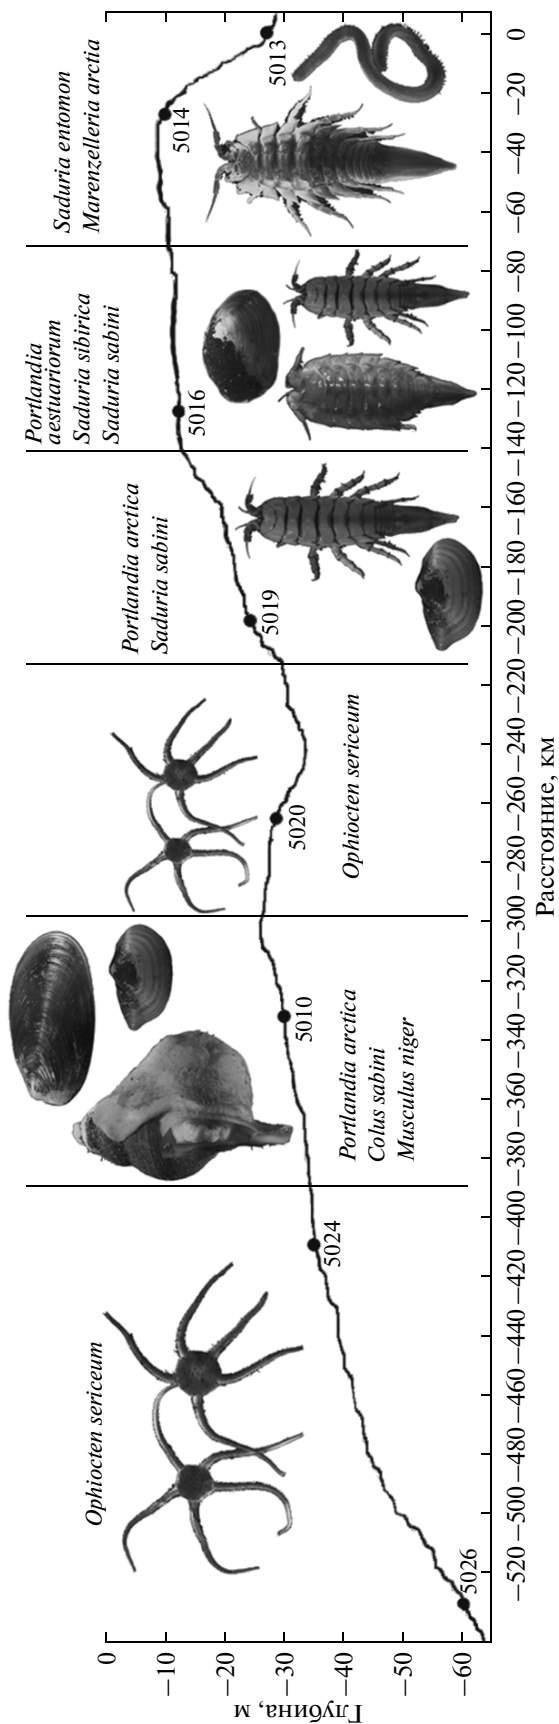 Ophiocten sericeum
Portlandia arctica
Colus sabini
Musculus niger
Ophiocten sericeum
Portlandia arctica
Saduria sabini
Portlandia
aestuariorum
Saduria sibirica
Saduria sabini
Saduria entomon
Marenzelleria arctia
5026
5024
5010
5020
5019
5016
5014
5013
0
−10
−20
−30
−40
−50
−60
Глубина, м
−520 −500 −480 −460 −440 −420 −400 −380 −360 −340 −320 −300 −280 −260 −240 −220 −200 −180 −160 −140 −120 −100 −80 −60 −40 −20 0
Расстояние, км